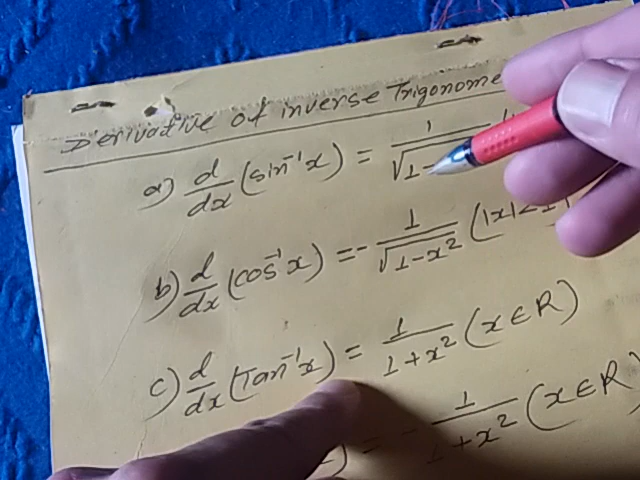 Derivative of inverse Trigonome
a) d/dx (sin⁻¹x) = 1/√1-
b) d/dx (cos⁻¹x) = - 1/√1-x² (|x|<1)
c) d/dx (Tan⁻¹x) = 1/1+x² (x∈R)
) = - 1/1+x² (x∈R)